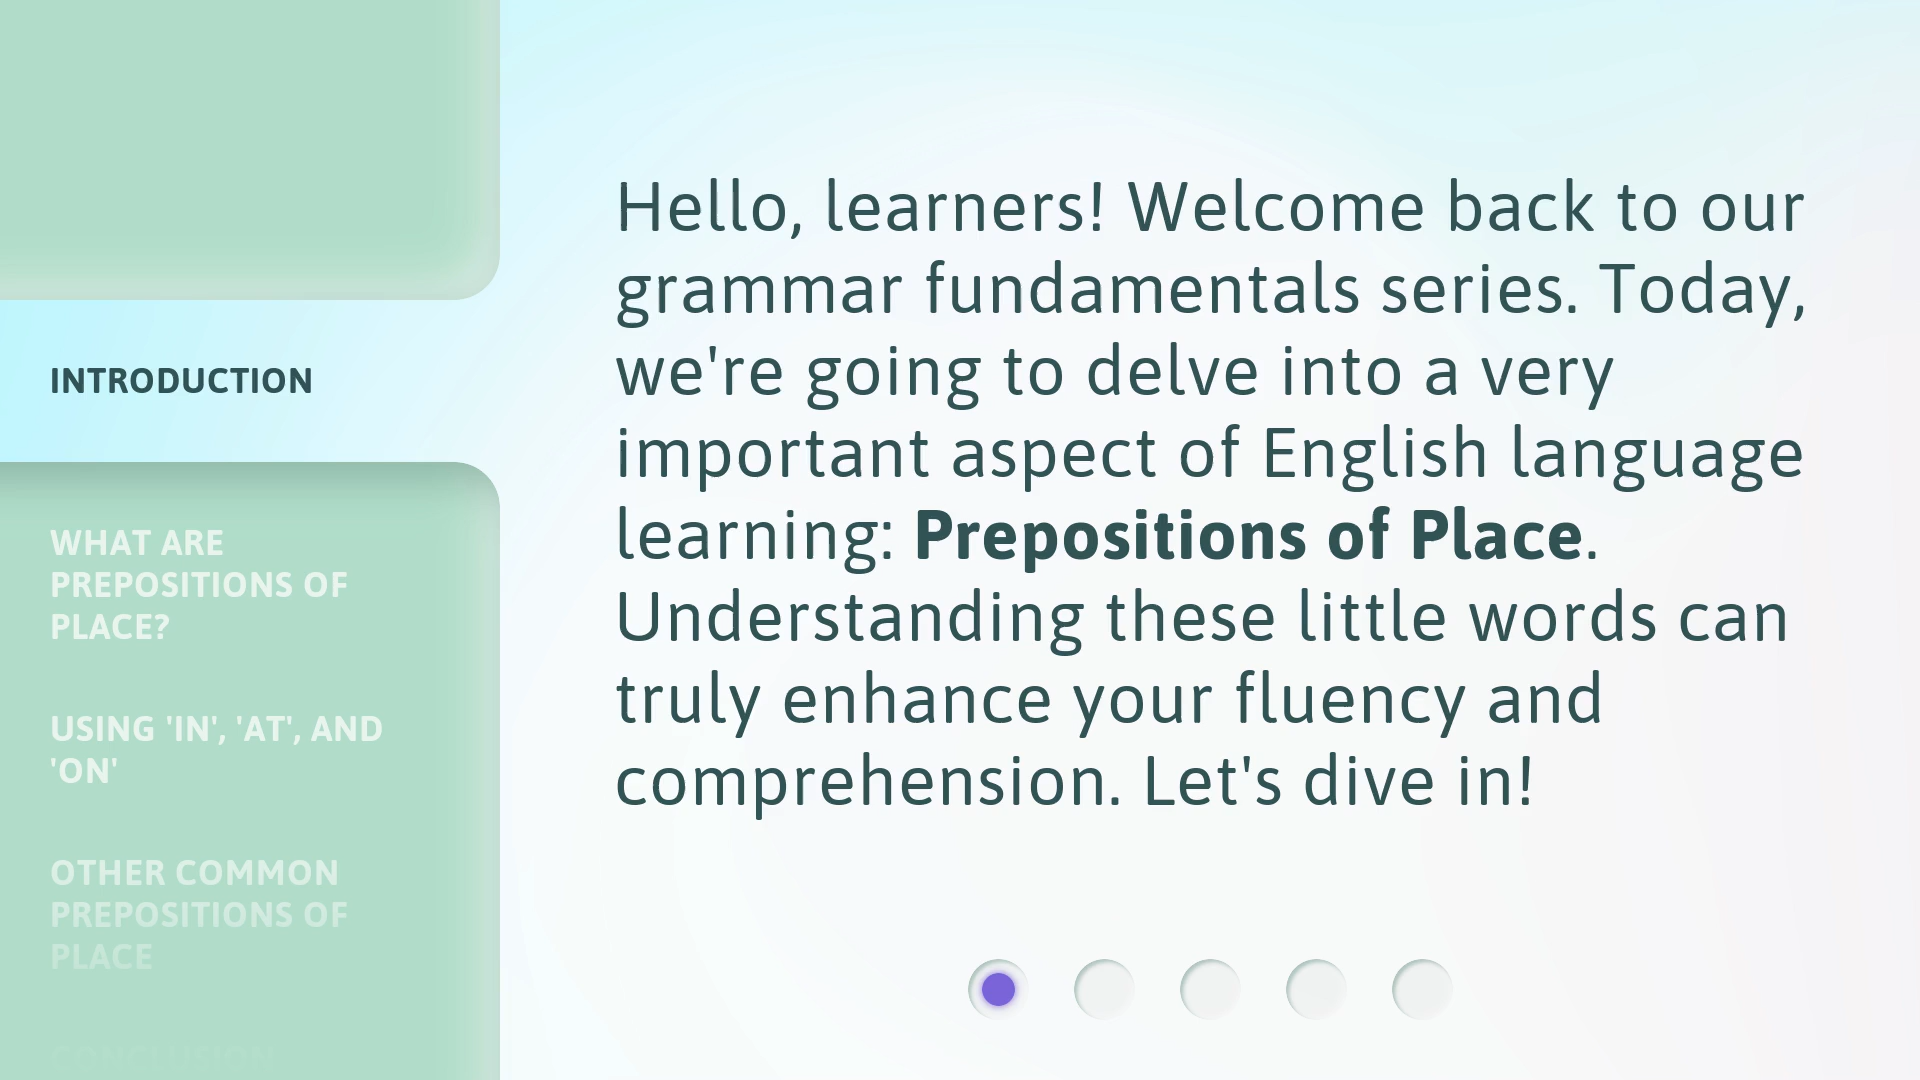 INTRODUCTION
WHAT ARE
PREPOSITIONS OF
PLACE?
USING 'IN', 'AT', AND
'ON'
OTHER COMMON
PREPOSITIONS OF
PLACE
CONCLUSION
Hello, learners! Welcome back to our
grammar fundamentals series. Today,
we're going to delve into a very
important aspect of English language
learning: Prepositions of Place.
Understanding these little words can
truly enhance your fluency and
comprehension. Let's dive in!